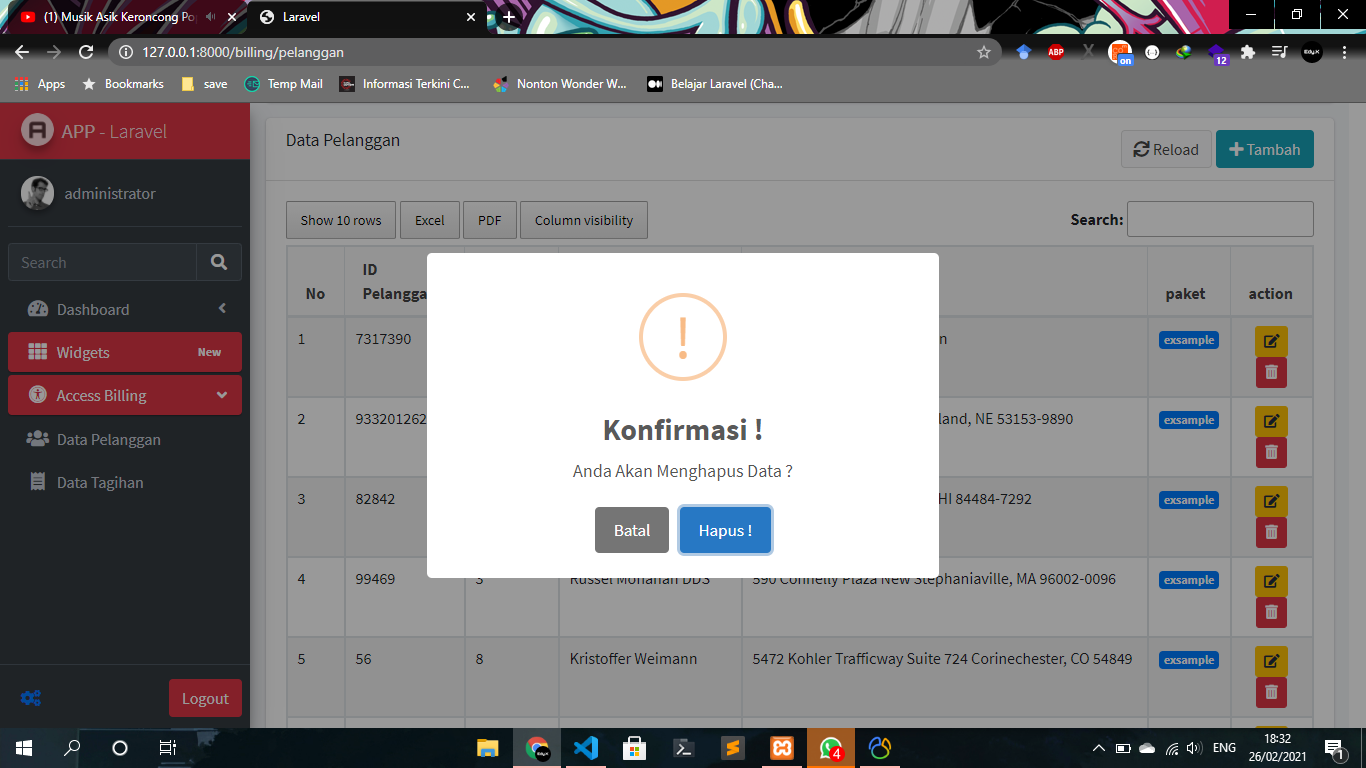 (1) Musik Asik Keroncong Po
Laravel
127.0.0.1:8000/billing/pelanggan
ABP
on
12
Apps
Bookmarks
save
Temp Mail
Informasi Terkini C...
Nonton Wonder W...
Belajar Laravel (Cha...
APP - Laravel
administrator
Search
Dashboard
Widgets New
Access Billing
Data Pelanggan
Data Tagihan
Logout
Data Pelanggan
Reload
Tambah
Show 10 rows
Excel
PDF
Column visibility
Search:
No
ID
Pelangga
paket
action
1 7317390 n exsample
2 933201262 land, NE 53153-9890 exsample
3 82842 HI 84484-7292 exsample
4 99469 3 Russel Monahan DDS 590 Connelly Plaza New Stephaniaville, MA 96002-0096 exsample
5 56 8 Kristoffer Weimann 5472 Kohler Trafficway Suite 724 Corinechester, CO 54849 exsample
!
Konfirmasi !
Anda Akan Menghapus Data ?
Batal
Hapus !
4
ENG
18:32
26/02/2021
1